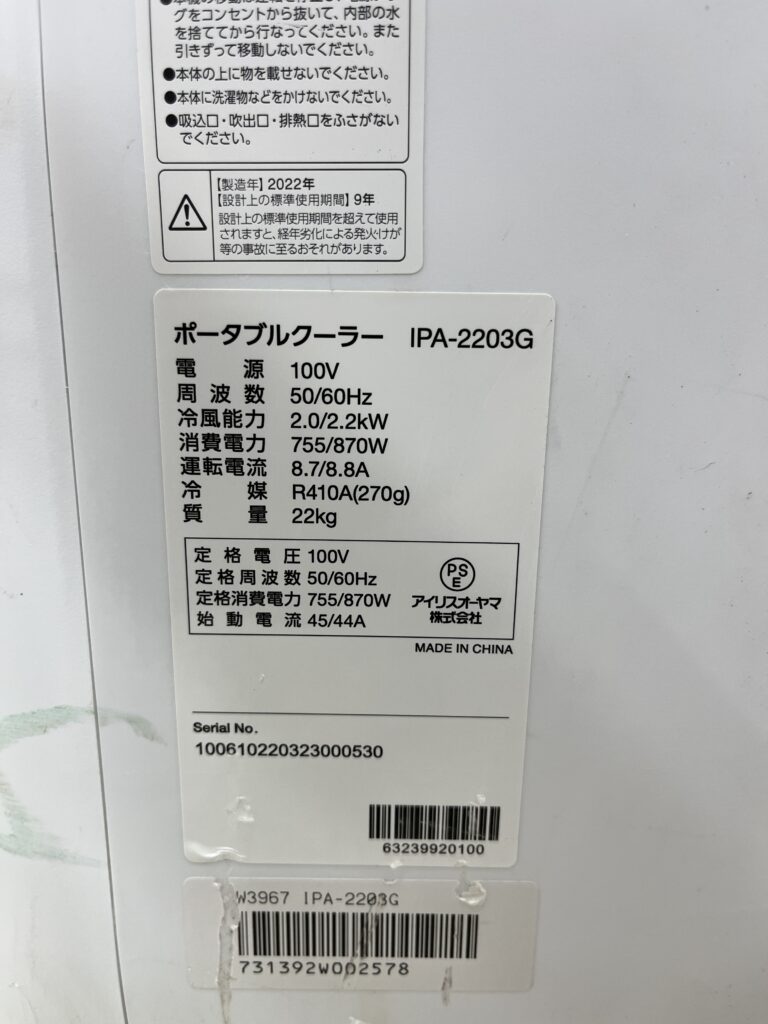 グをコンセントから抜いて、内部の水
を捨ててから行なってください。また
引きずって移動しないでください。
●本体の上に物を載せないでください。
●本体に洗濯物などをかけないでください。
●吸込口・吹出口・排熱口をふさがない
でください。
【製造年】2022年
【設計上の標準使用期間】9年
設計上の標準使用期間を超えて使用
されますと、経年劣化による発火けが
等の事故に至るおそれがあります。
ポータブルクーラー IPA-2203G
電源 100V
周波数 50/60Hz
冷風能力 2.0/2.2kW
消費電力 755/870W
運転電流 8.7/8.8A
冷媒 R410A(270g)
質量 22kg
定格電圧 100V
定格周波数 50/60Hz
定格消費電力 755/870W
始動電流 45/44A
PS
E
アイリスオーヤマ
株式会社
MADE IN CHINA
Serial No.
100610220323000530
63239920100
W3967 IPA-2203G
731392W002578